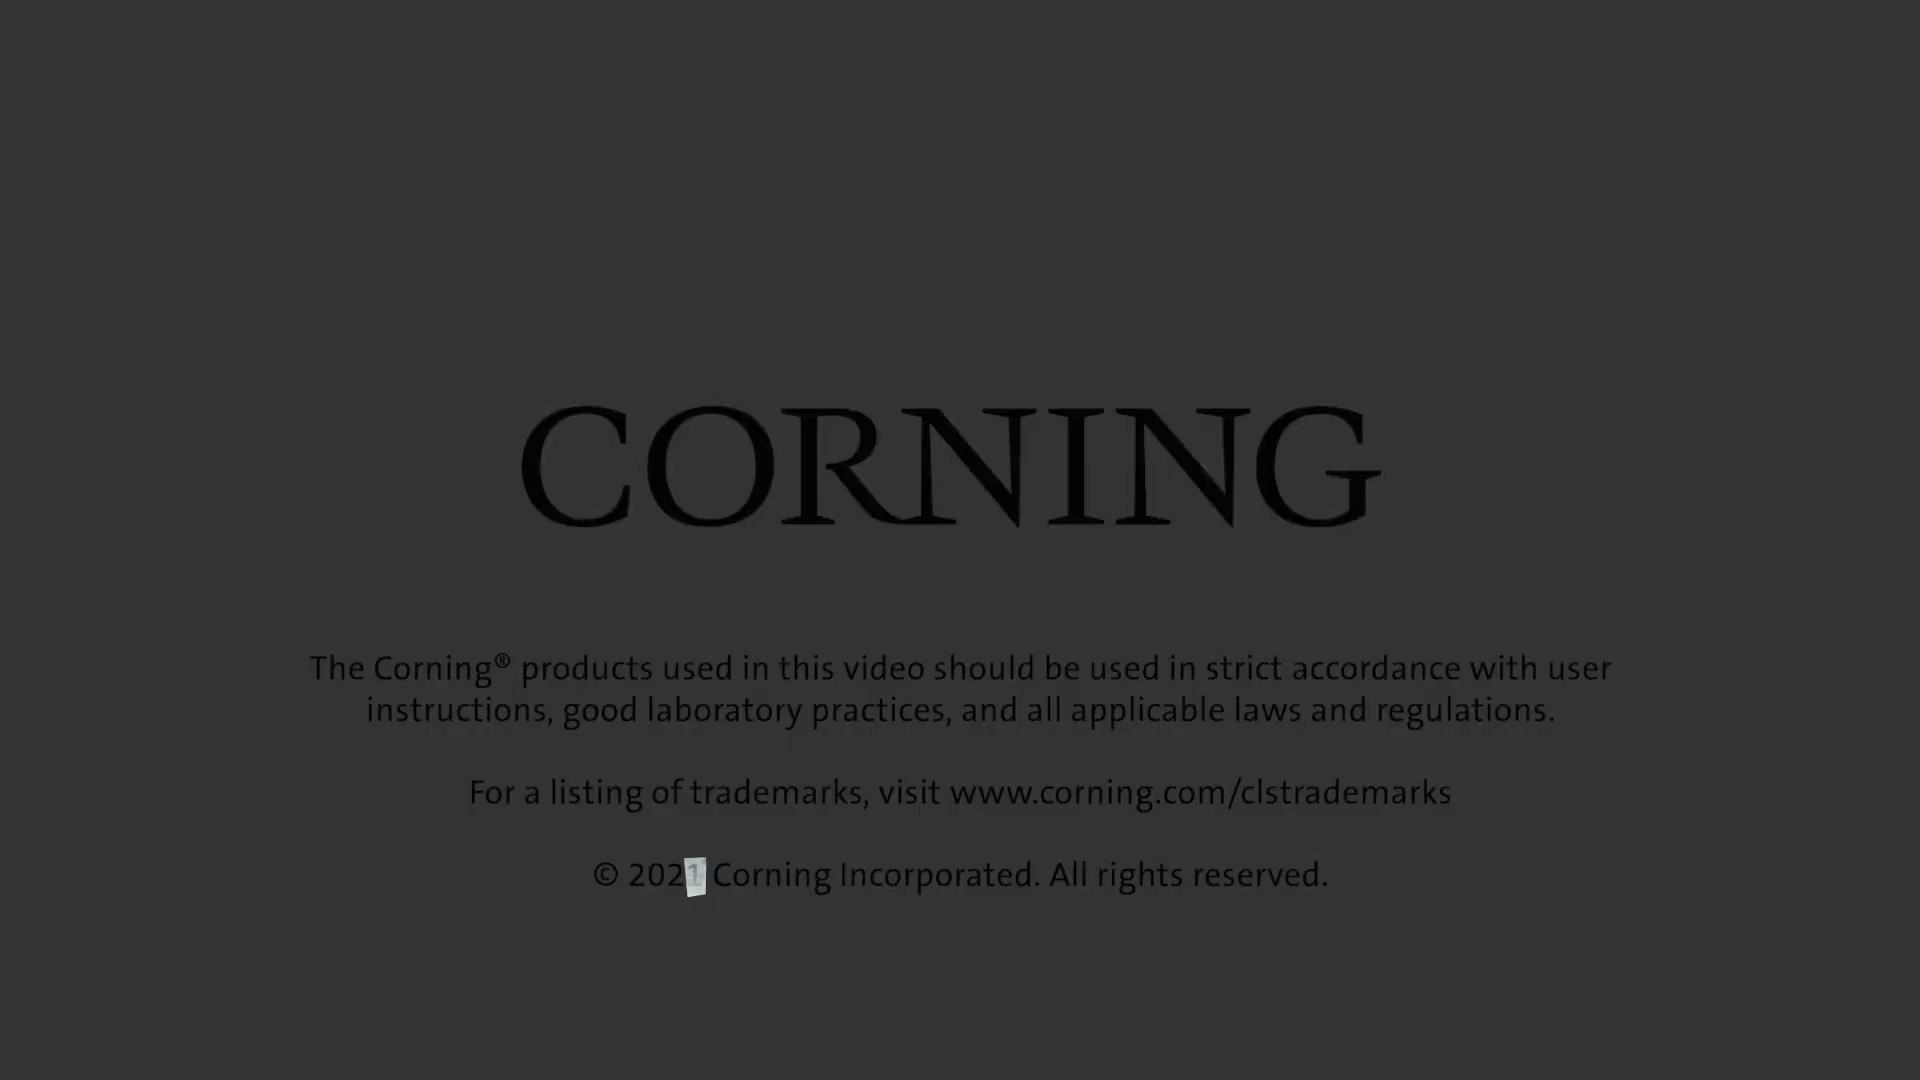 CORNING
The Corning® products used in this video should be used in strict accordance with user
instructions, good laboratory practices, and all applicable laws and regulations.
For a listing of trademarks, visit www.corning.com/clstrademarks
© 2021 Corning Incorporated. All rights reserved.